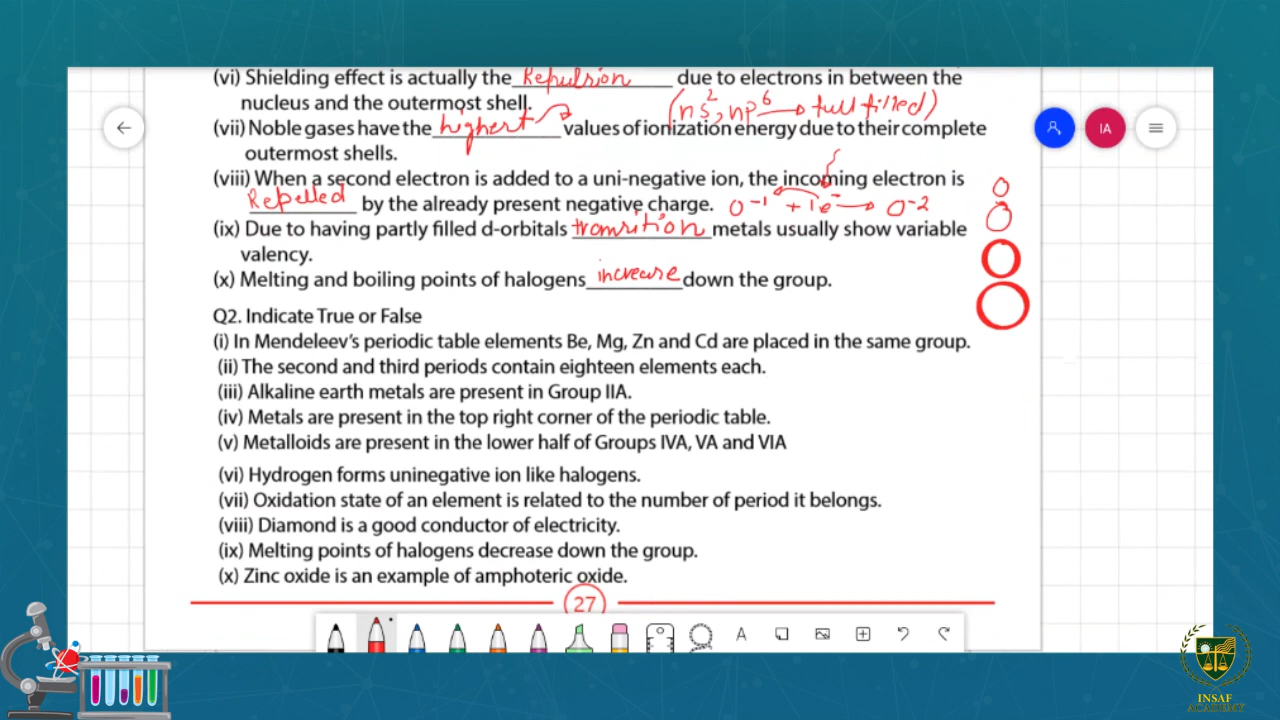 (vi) Shielding effect is actually the Repulsion due to electrons in between the
nucleus and the outermost shell. (ns2, np6 → full filled)
(vii) Noble gases have the highert values of ionization energy due to their complete
outermost shells.
(viii) When a second electron is added to a uni-negative ion, the incoming electron is
Repelled by the already present negative charge. O-1 + 1e- → O-2
(ix) Due to having partly filled d-orbitals transition metals usually show variable
valency.
(x) Melting and boiling points of halogens increase down the group.
Q2. Indicate True or False
(i) In Mendeleev's periodic table elements Be, Mg, Zn and Cd are placed in the same group.
(ii) The second and third periods contain eighteen elements each.
(iii) Alkaline earth metals are present in Group IIA.
(iv) Metals are present in the top right corner of the periodic table.
(v) Metalloids are present in the lower half of Groups IVA, VA and VIA
(vi) Hydrogen forms uninegative ion like halogens.
(vii) Oxidation state of an element is related to the number of period it belongs.
(viii) Diamond is a good conductor of electricity.
(ix) Melting points of halogens decrease down the group.
(x) Zinc oxide is an example of amphoteric oxide.
27
IA
A
INSAF
ACADEMY